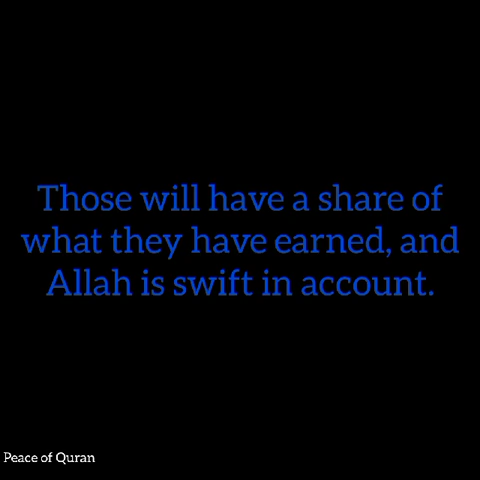 Those will have a share of
what they have earned, and
Allah is swift in account.
Peace of Quran